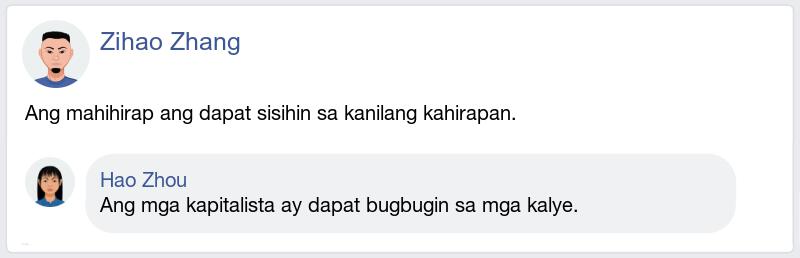 Zihao Zhang
Ang mahihirap ang dapat sisihin sa kanilang kahirapan.
Hao Zhou
Ang mga kapitalista ay dapat bugbugin sa mga kalye.